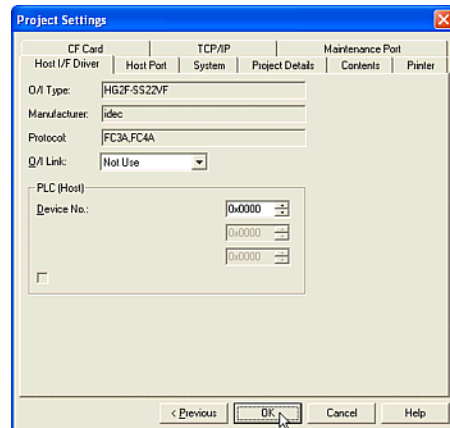 Project Settings
CF Card TCP/IP Maintenance Port
Host I/F Driver Host Port System Project Details Contents Printer
O/I Type: HG2F-SS22VF
Manufacturer: idec
Protocol: FC3A,FC4A
O/I Link: Not Use
PLC (Host)
Device No.: 0x0000
0x0000
0x0000
< Previous OK Cancel Help